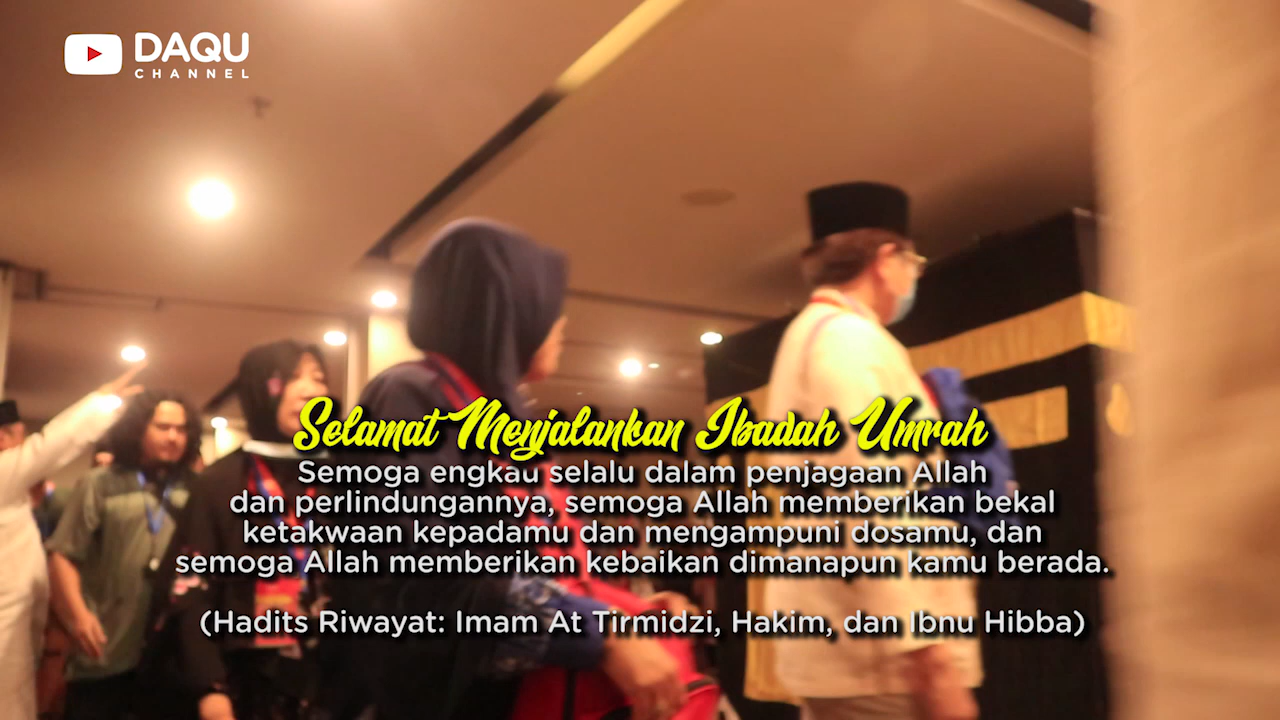 DAQU
CHANNEL
Selamat Menjalankan Ibadah Umrah
Semoga engkau selalu dalam penjagaan Allah
dan perlindungannya, semoga Allah memberikan bekal
ketakwaan kepadamu dan mengampuni dosamu, dan
semoga Allah memberikan kebaikan dimanapun kamu berada.
(Hadits Riwayat: Imam At Tirmidzi, Hakim, dan Ibnu Hibba)